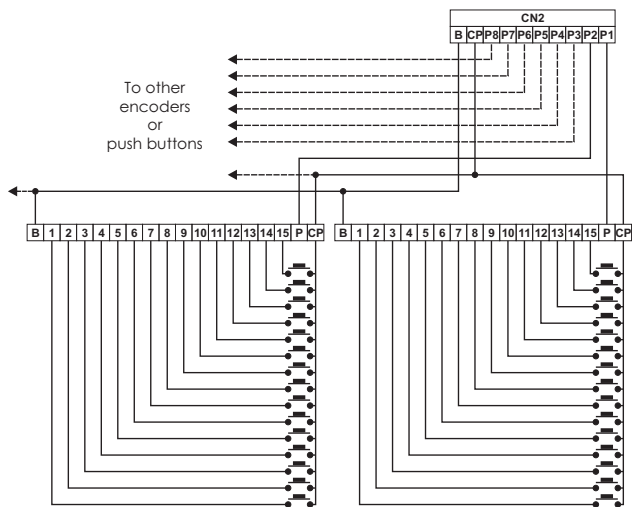 CN2
B CP P8 P7 P6 P5 P4 P3 P2 P1
To other
encoders
or
push buttons
B 1 2 3 4 5 6 7 8 9 10 11 12 13 14 15 P CP
B 1 2 3 4 5 6 7 8 9 10 11 12 13 14 15 P CP